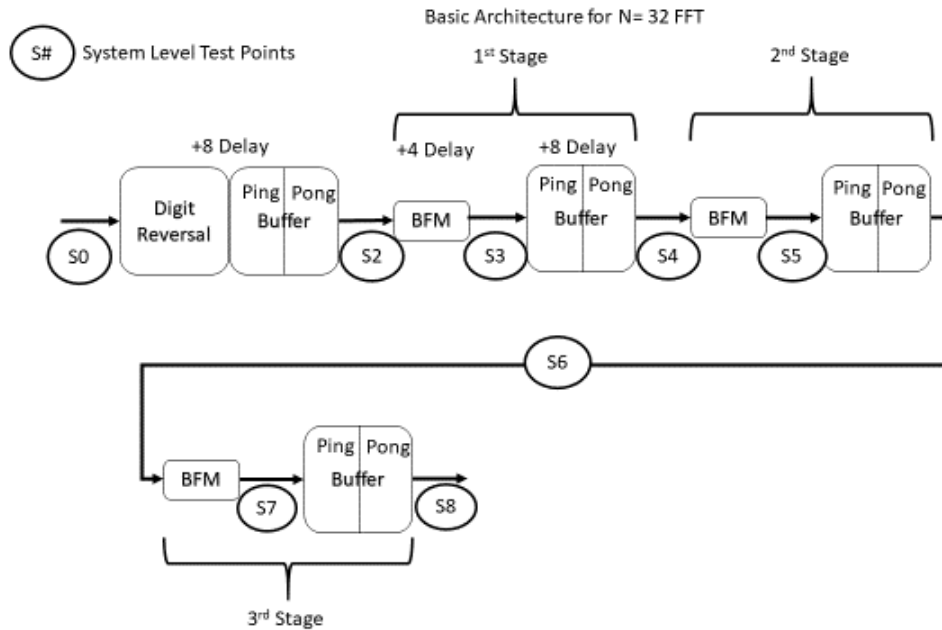 Basic Architecture for N= 32 FFT
S# System Level Test Points
1st Stage
2nd Stage
+8 Delay
+4 Delay
+8 Delay
Digit
Reversal
Ping Pong
Buffer
BFM
Ping Pong
Buffer
BFM
Ping Pong
Buffer
S0
S2
S3
S4
S5
S6
BFM
Ping Pong
Buffer
S7
S8
3rd Stage